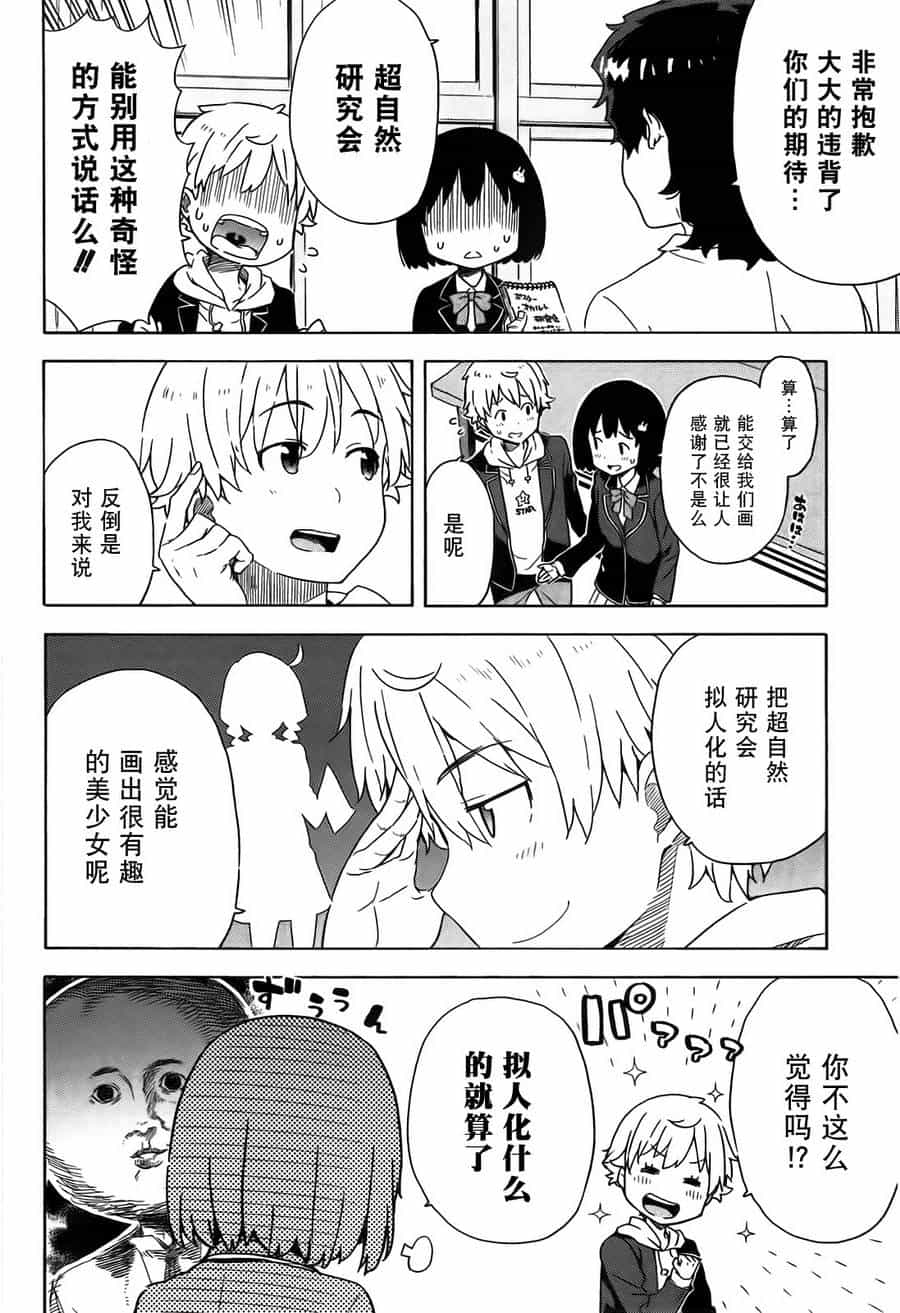 非常抱歉
大大的违背了
你们的期待…
超自然
研究会
能别用这种奇怪
的方式说话么!!
算…算了
能交给我们画
就已经很让人
感谢了不是么
あはは…
是呢
STAR
反倒是
对我来说
把超自然
研究会
拟人化的话
感觉能
画出很有趣
的美少女呢
你不这么
觉得吗!?
パァァァ
拟人化什么
的就算了
ずぅぅん